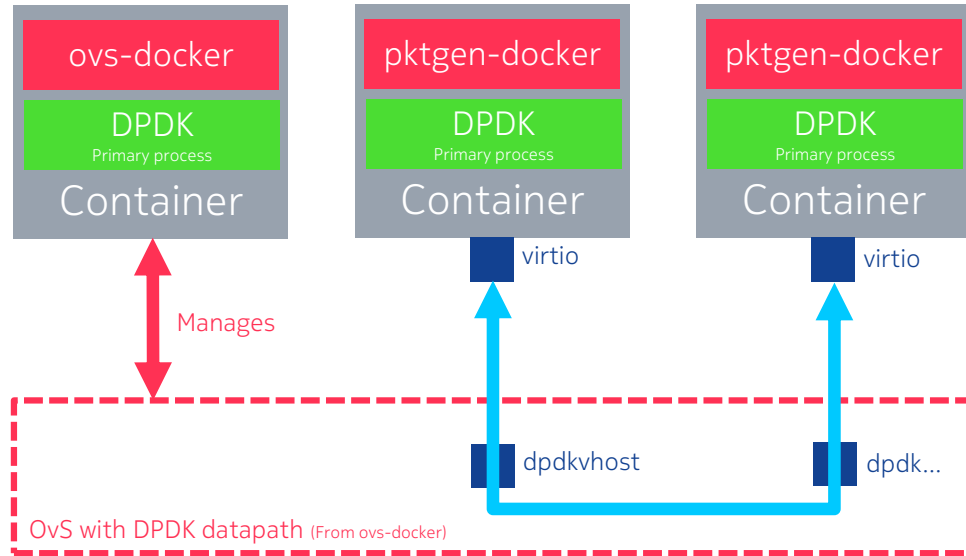 ovs-docker
DPDK
Primary process
Container
pktgen-docker
DPDK
Primary process
Container
pktgen-docker
DPDK
Primary process
Container
virtio
virtio
Manages
dpdkvhost
dpdk...
OvS with DPDK datapath (From ovs-docker)